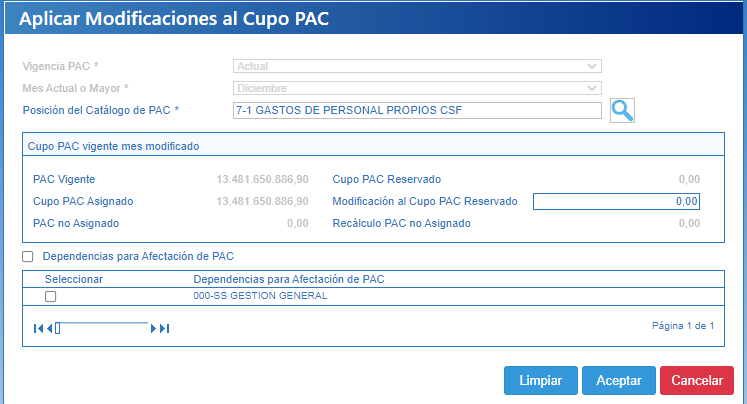 Aplicar Modificaciones al Cupo PAC
Vigencia PAC * Actual
Mes Actual o Mayor * Diciembre
Posición del Catálogo de PAC * 7-1 GASTOS DE PERSONAL PROPIOS CSF
Cupo PAC vigente mes modificado
PAC Vigente 13.481.650.886,90 Cupo PAC Reservado 0,00
Cupo PAC Asignado 13.481.650.886,90 Modificación al Cupo PAC Reservado 0,00
PAC no Asignado 0,00 Recálculo PAC no Asignado 0,00
Dependencias para Afectación de PAC
Seleccionar Dependencias para Afectación de PAC
000-SS GESTION GENERAL
Página 1 de 1
Limpiar Aceptar Cancelar